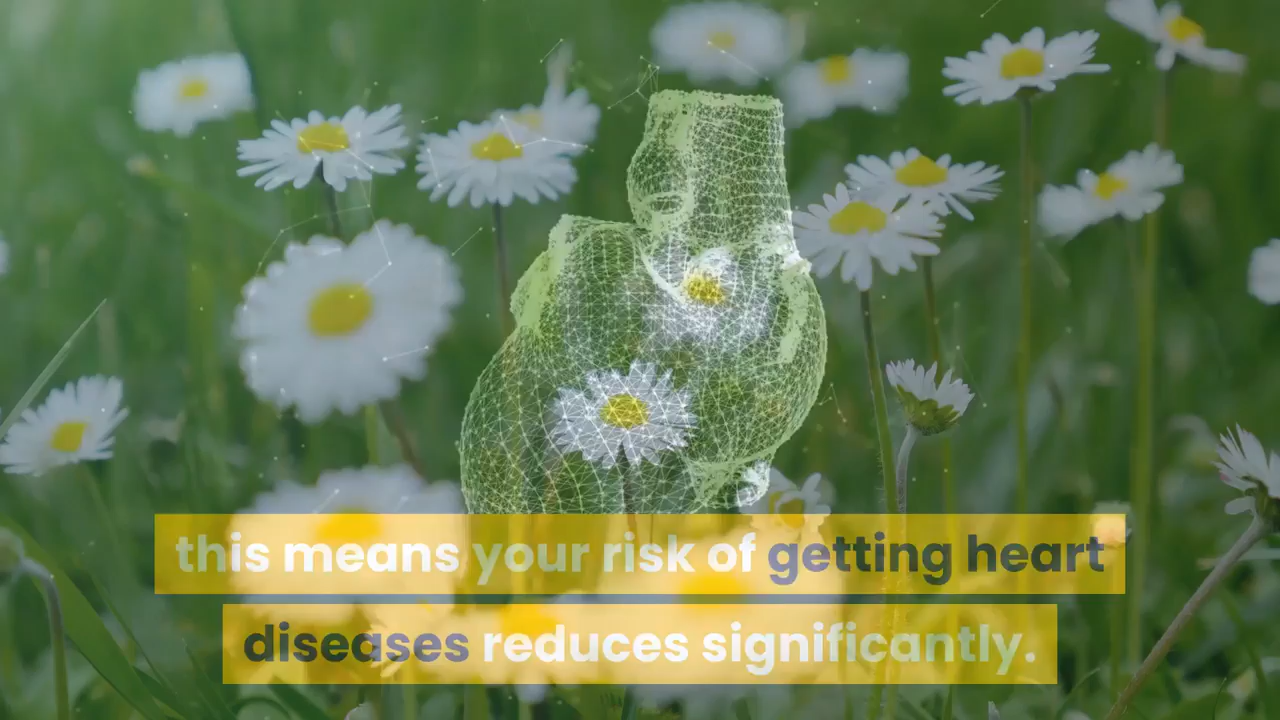 this means your risk of getting heart
diseases reduces significantly.